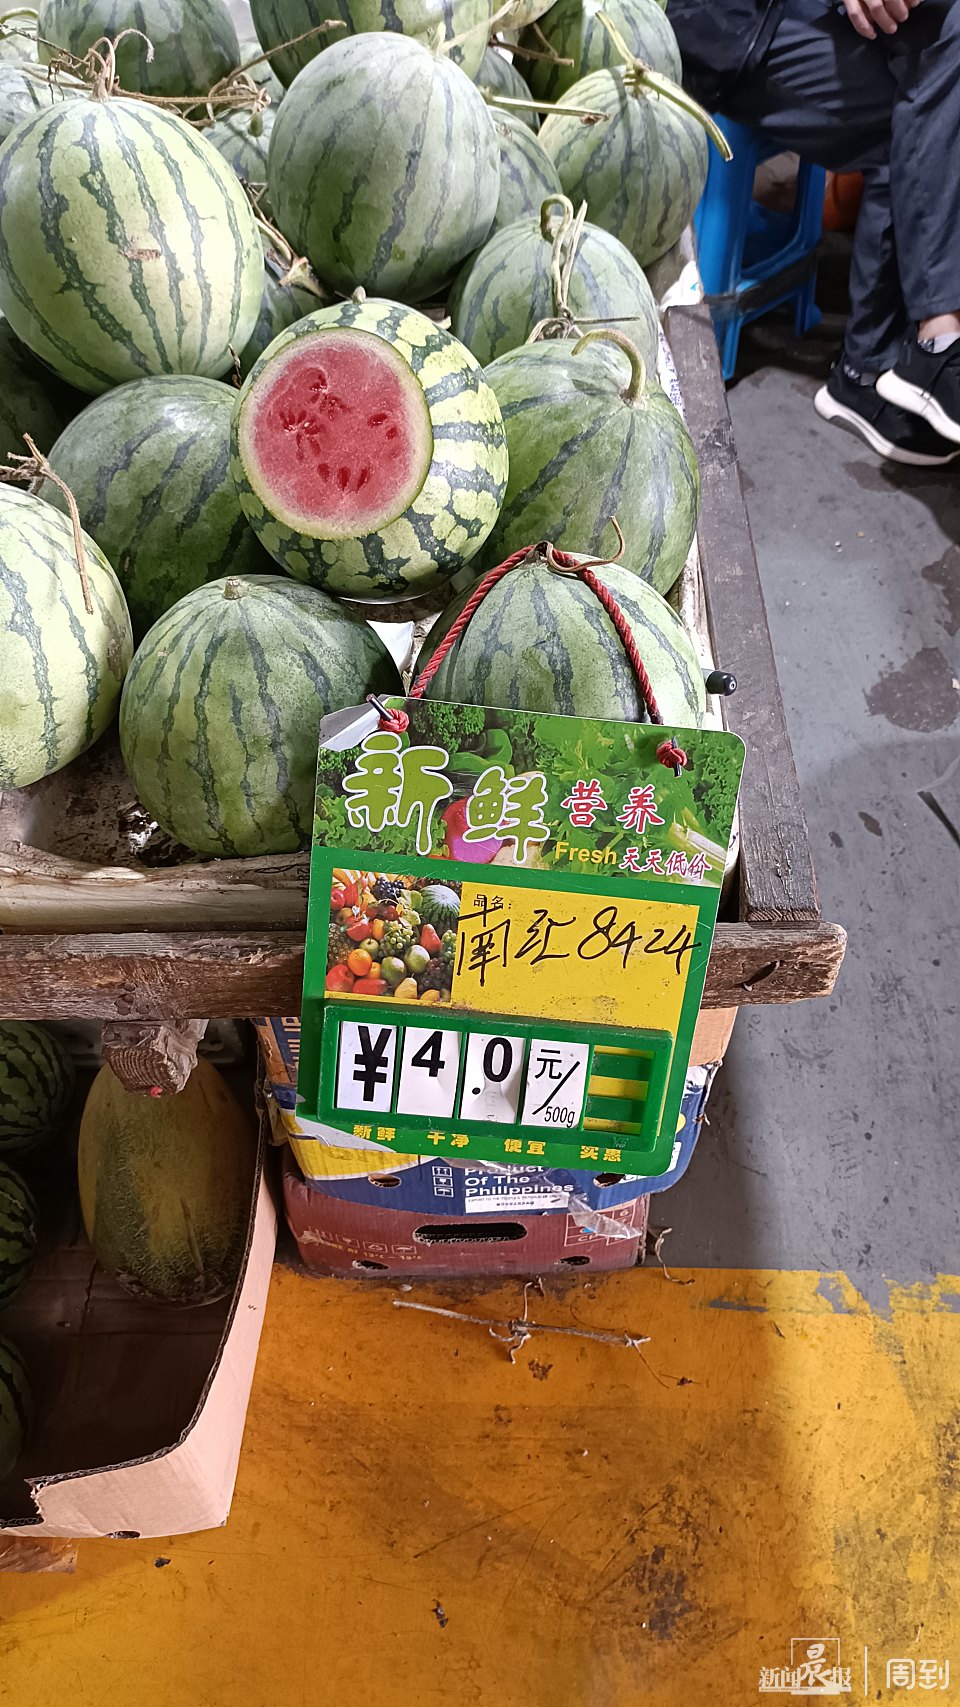 新鲜 营养
Fresh 天天低价
品名:
南汇8424
¥4.0元/500g
新鲜 干净 便宜 实惠
Product
Of The
Philippines
新闻晨报 | 周到